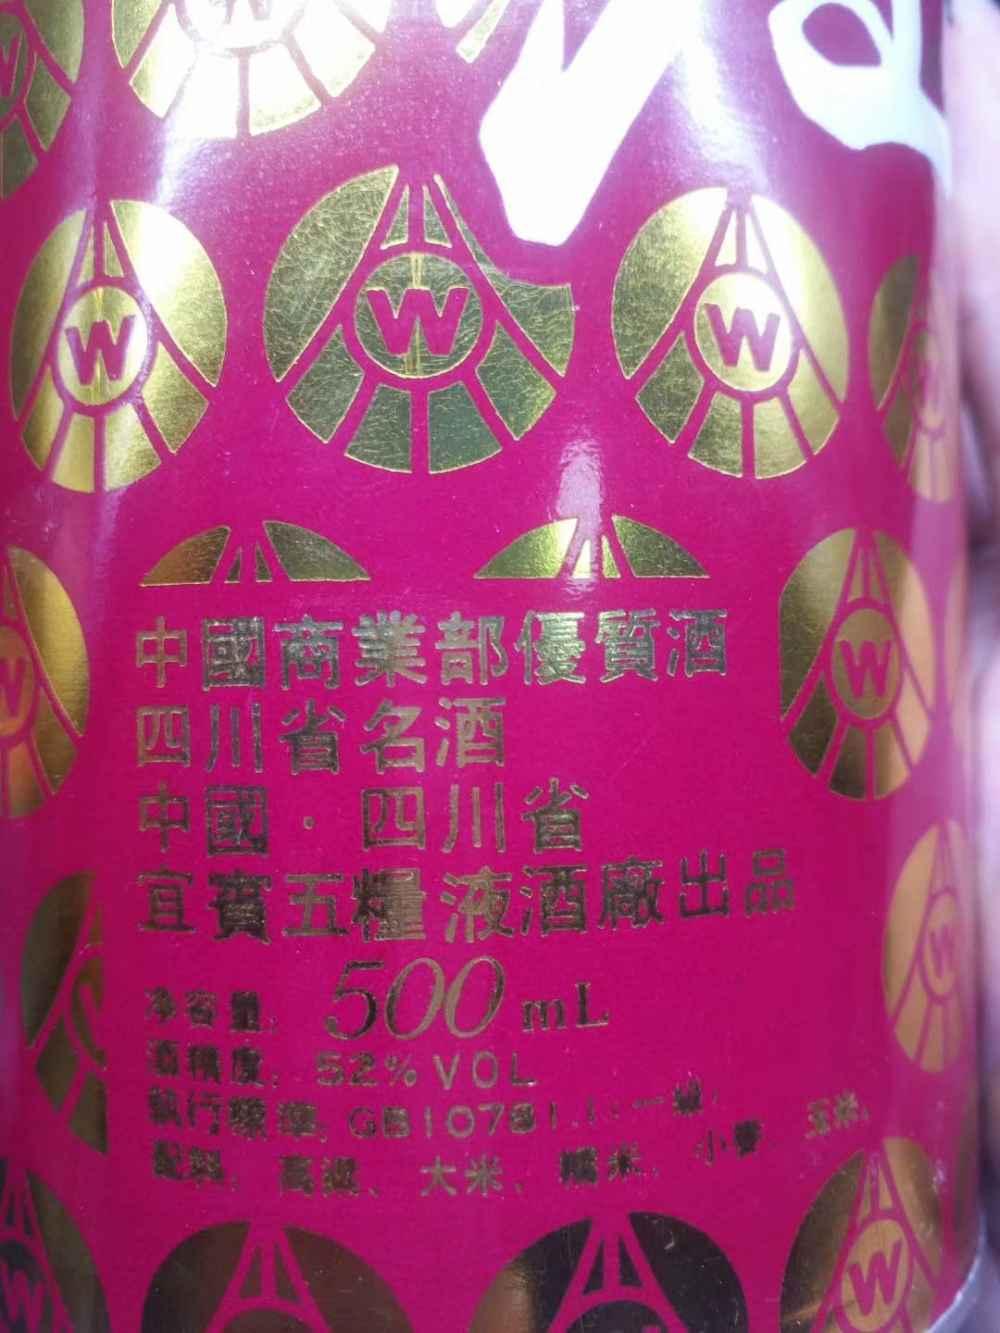 W W W
W W
中國商業部優質酒
四川省名酒
中國·四川省
宜賓五糧液酒廠出品
净容量: 500 mL
酒精度: 52% VOL
執行標準: GB10781.1(一級)
配料: 高粱、大米、糯米、小麥、玉米、
W W W